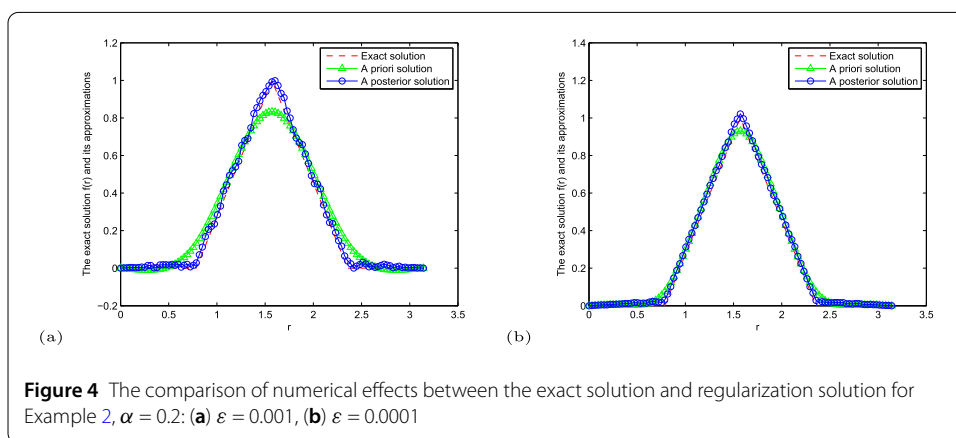 1.2
1
0.8
0.6
0.4
0.2
0
−0.2
0 0.5 1 1.5 2 2.5 3 3.5
r
The exact solution f(r) and its approximations
Exact solution
A priori solution
A posterior solution
(a)
1.4
1.2
1
0.8
0.6
0.4
0.2
0
0 0.5 1 1.5 2 2.5 3 3.5
r
The exact solution f(r) and its approximations
Exact solution
A priori solution
A posterior solution
(b)
Figure 4 The comparison of numerical effects between the exact solution and regularization solution for
Example 2, α = 0.2: (a) ε = 0.001, (b) ε = 0.0001